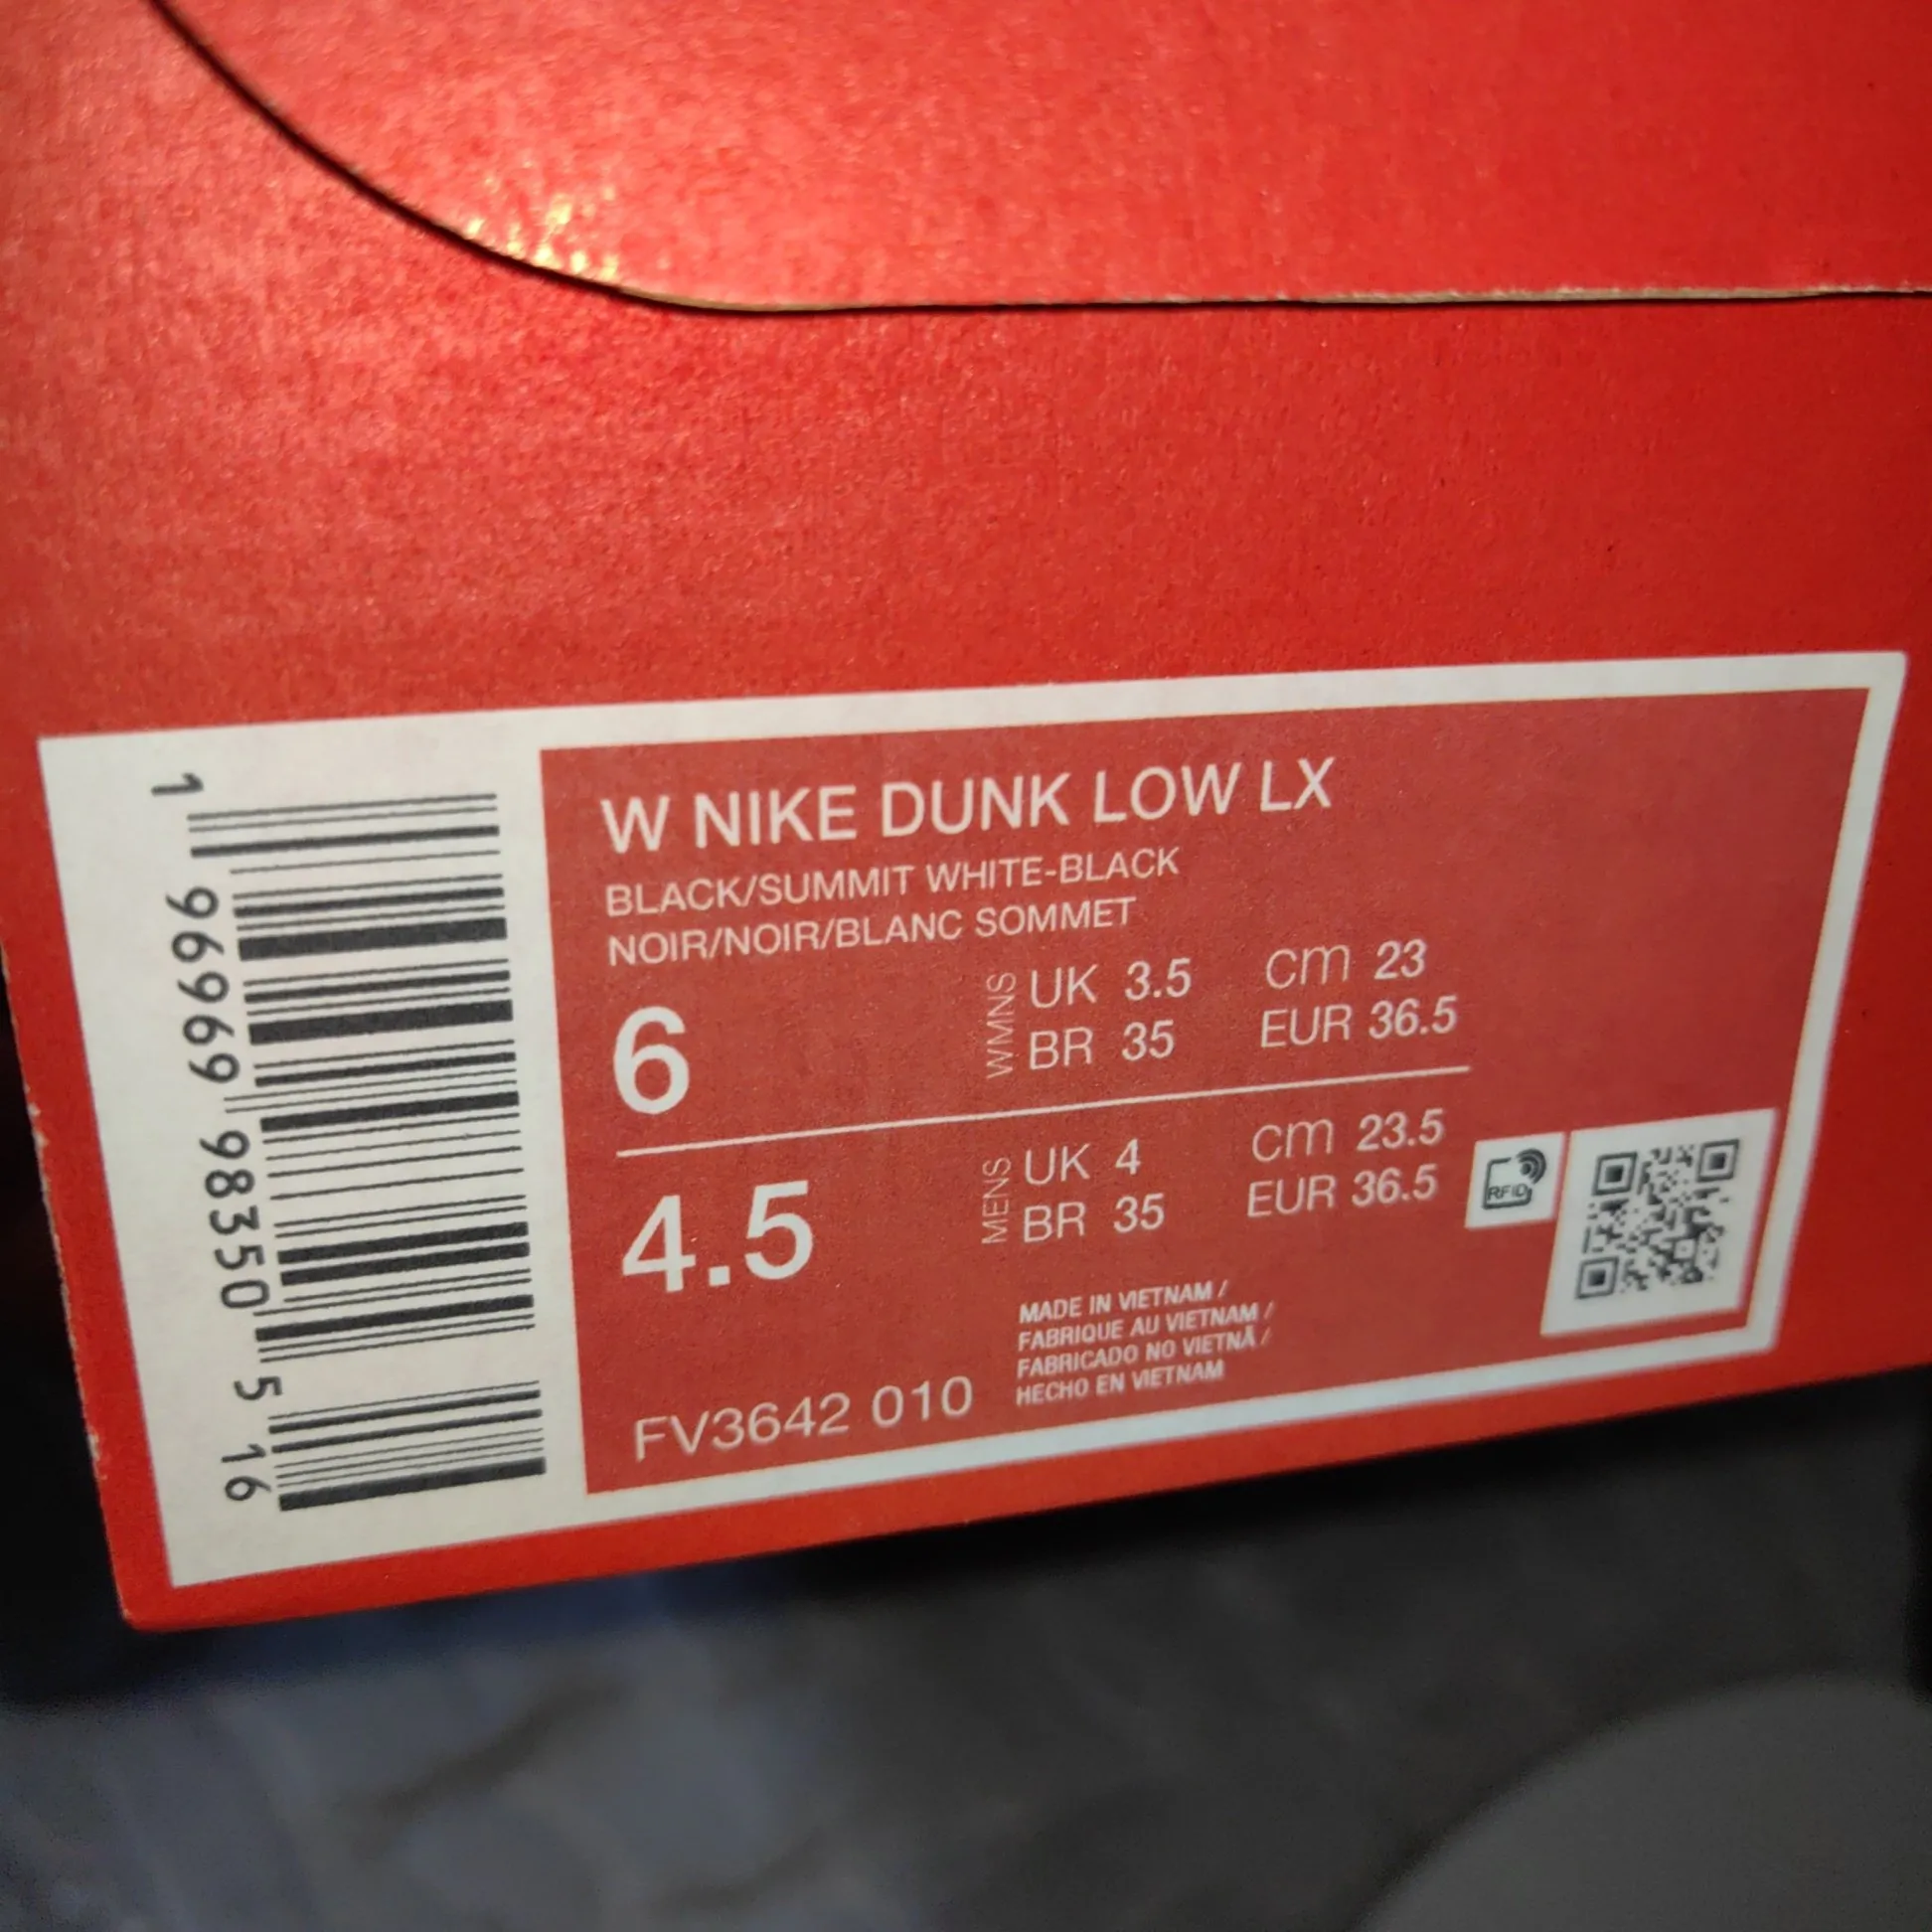 W NIKE DUNK LOW LX
BLACK/SUMMIT WHITE-BLACK
NOIR/NOIR/BLANC SOMMET
6
WMNS
UK 3.5 cm 23
BR 35 EUR 36.5
4.5
MENS
UK 4 cm 23.5
BR 35 EUR 36.5
RFID
MADE IN VIETNAM /
FABRIQUE AU VIETNAM /
FABRICADO NO VIETNÃ /
HECHO EN VIETNAM
FV3642 010
1 96969 98350 5 16